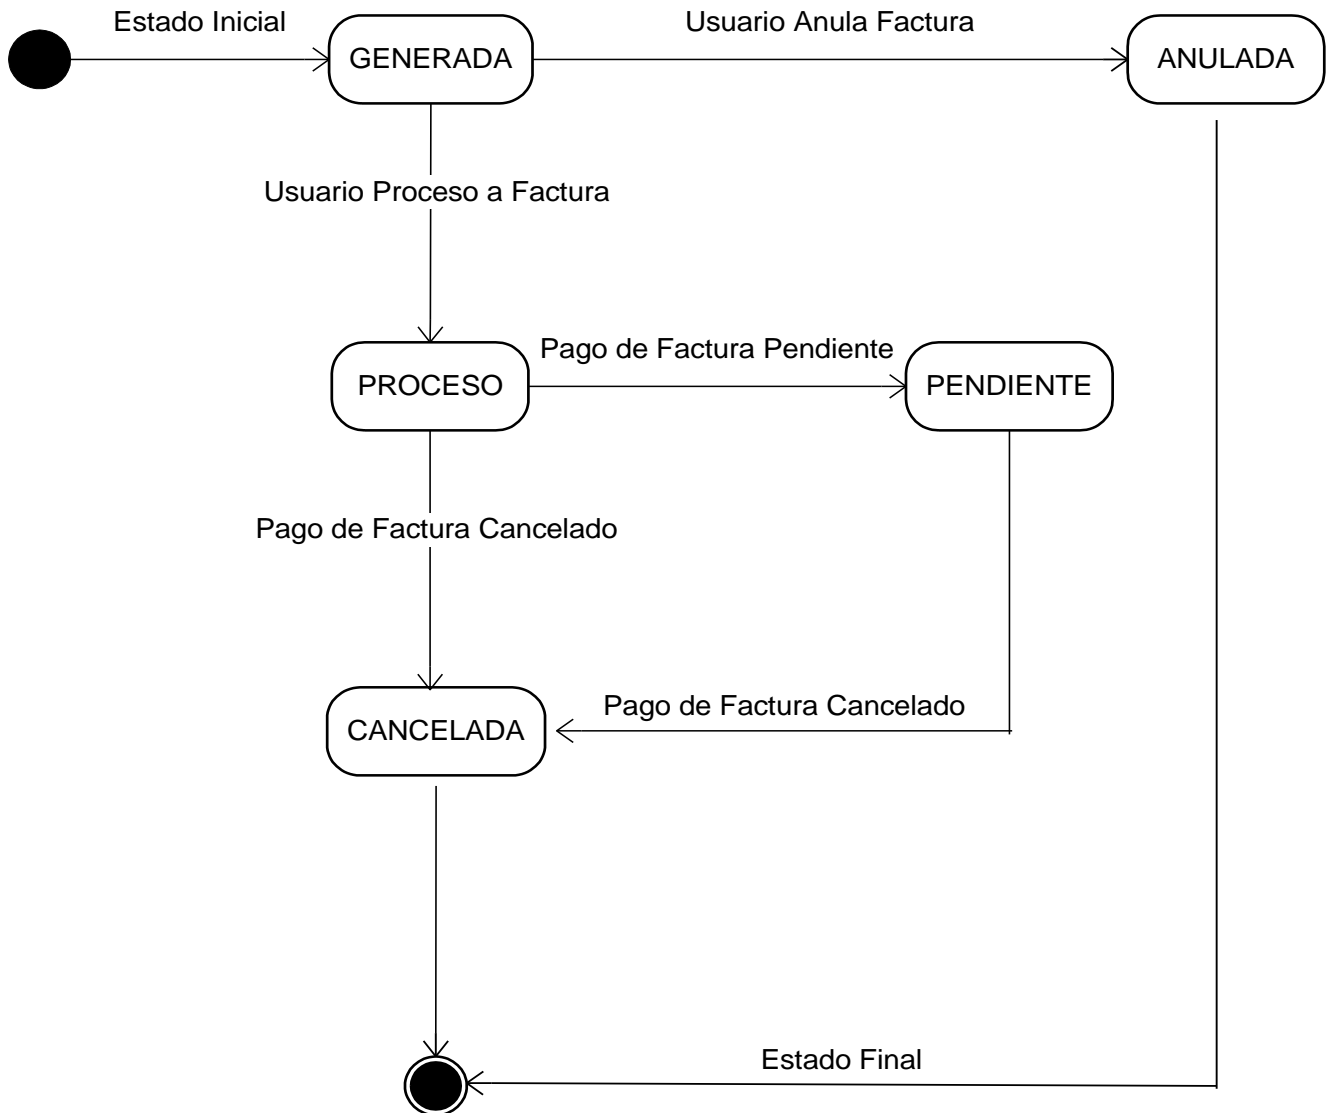 Estado Inicial
Usuario Anula Factura
GENERADA
ANULADA
Usuario Proceso a Factura
Pago de Factura Pendiente
PROCESO
PENDIENTE
Pago de Factura Cancelado
Pago de Factura Cancelado
CANCELADA
Estado Final